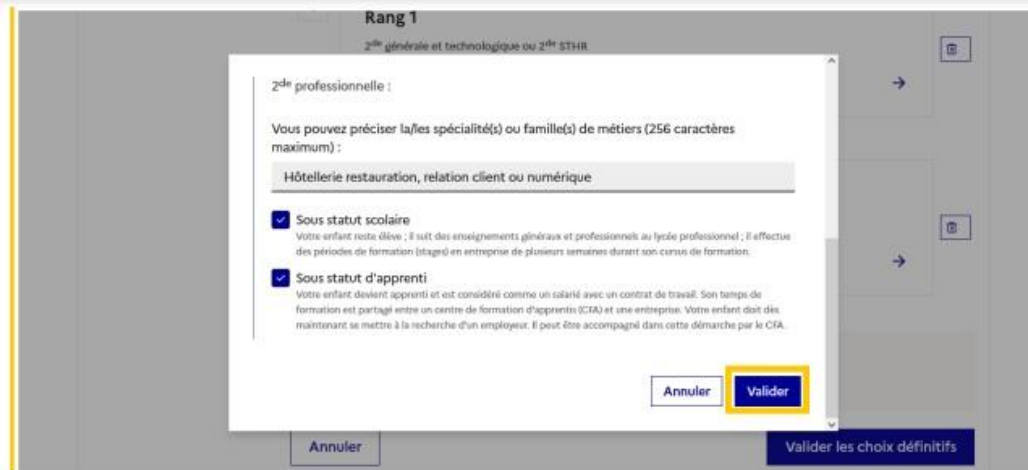 Rang 1
2de générale et technologique ou 2de STHR
2de professionnelle :
Vous pouvez préciser la/les spécialité(s) ou famille(s) de métiers (256 caractères
maximum) :
Hôtellerie restauration, relation client ou numérique
Sous statut scolaire
Votre enfant reste élève ; il suit des enseignements généraux et professionnels au lycée professionnel ; il effectue
des périodes de formation (stages) en entreprise de plusieurs semaines durant son cursus de formation.
Sous statut d'apprenti
Votre enfant devient apprenti et est considéré comme un salarié avec un contrat de travail. Son temps de
formation est partagé entre un centre de formation d'apprentis (CFA) et une entreprise. Votre enfant doit dès
maintenant se mettre à la recherche d'un employeur. Il peut être accompagné dans cette démarche par le CFA.
Annuler Valider
Annuler Valider les choix définitifs